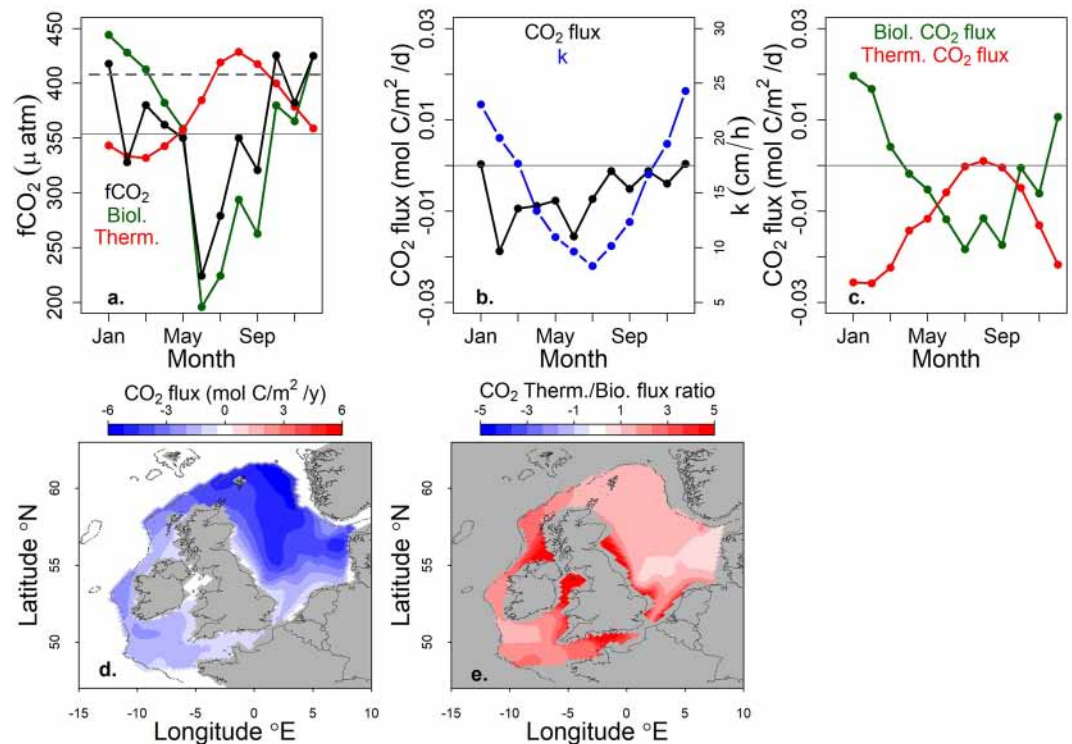 fCO₂ (μ atm)
450
400
350
300
250
200
fCO₂
Biol.
Therm.
a.
Jan May Sep
Month
CO₂ flux (mol C/m² /d)
0.03
0.01
-0.01
-0.03
CO₂ flux
k
b.
30
25
20
15
10
5
k (cm/h)
Jan May Sep
Month
CO₂ flux (mol C/m² /d)
0.03
0.01
-0.01
-0.03
Biol. CO₂ flux
Therm. CO₂ flux
c.
Jan May Sep
Month
CO₂ flux (mol C/m² /y)
-6 -3 0 3 6
Latitude °N
60
55
50
d.
-15 -10 -5 0 5 10
Longitude °E
CO₂ Therm./Bio. flux ratio
-5 -3 -1 1 3 5
Latitude °N
60
55
50
e.
-15 -10 -5 0 5 10
Longitude °E